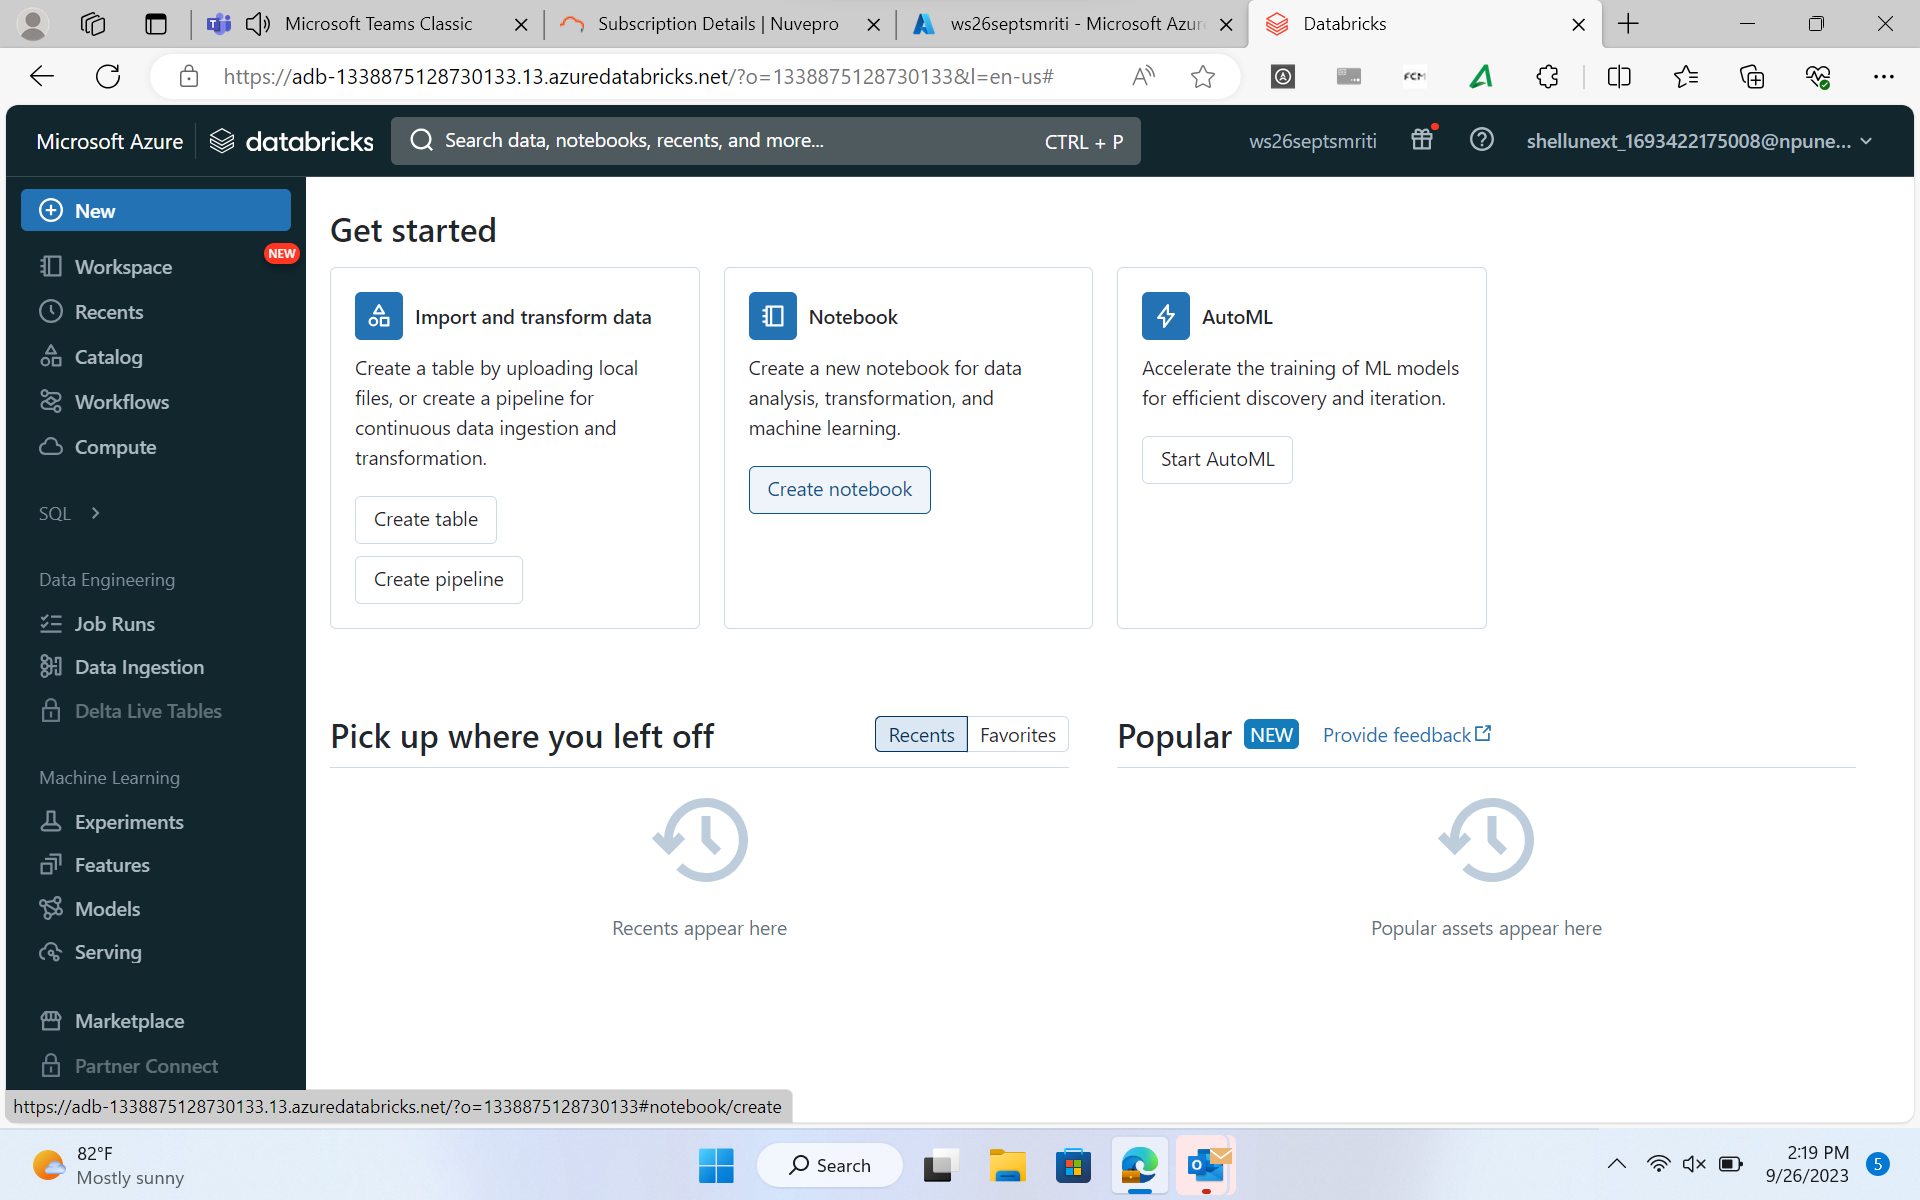 Microsoft Teams Classic
Subscription Details | Nuvepro
ws26septsmriti - Microsoft Azur
Databricks
https://adb-1338875128730133.13.azuredatabricks.net/?o=1338875128730133&l=en-us#
FCM
Microsoft Azure
databricks
Search data, notebooks, recents, and more...
CTRL + P
ws26septsmriti
shellunext_1693422175008@npune...
New
Workspace
NEW
Recents
Catalog
Workflows
Compute
SQL
Data Engineering
Job Runs
Data Ingestion
Delta Live Tables
Machine Learning
Experiments
Features
Models
Serving
Marketplace
Partner Connect
Get started
Import and transform data
Create a table by uploading local
files, or create a pipeline for
continuous data ingestion and
transformation.
Create table
Create pipeline
Notebook
Create a new notebook for data
analysis, transformation, and
machine learning.
Create notebook
AutoML
Accelerate the training of ML models
for efficient discovery and iteration.
Start AutoML
Pick up where you left off
Recents
Favorites
Recents appear here
Popular
NEW
Provide feedback
Popular assets appear here
https://adb-1338875128730133.13.azuredatabricks.net/?o=1338875128730133#notebook/create
82°F
Mostly sunny
Search
2:19 PM
9/26/2023
5